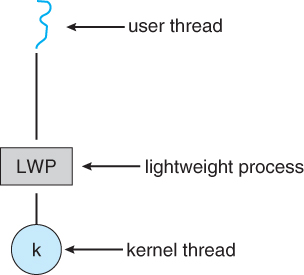 user thread
LWP
lightweight process
k
kernel thread